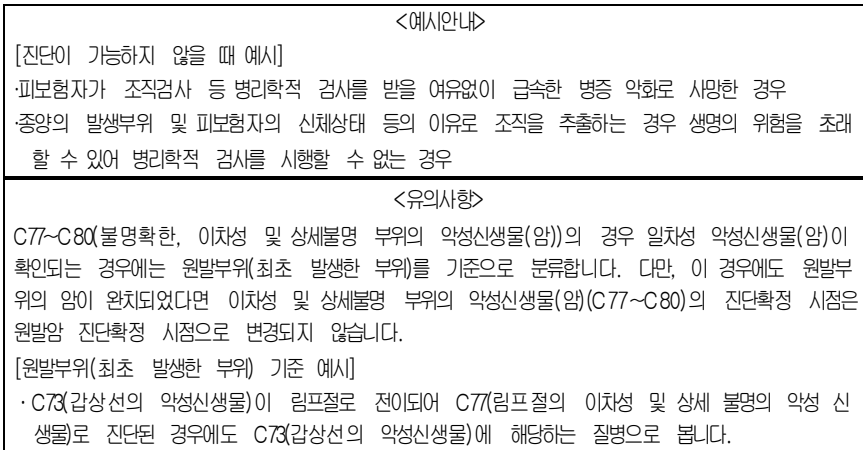 <예시안내>
[진단이 가능하지 않을 때 예시]
·피보험자가 조직검사 등 병리학적 검사를 받을 여유없이 급속한 병증 악화로 사망한 경우
·종양의 발생부위 및 피보험자의 신체상태 등의 이유로 조직을 추출하는 경우 생명의 위험을 초래
할 수 있어 병리학적 검사를 시행할 수 없는 경우
<유의사항>
C77~C80(불명확한, 이차성 및 상세불명 부위의 악성신생물(암))의 경우 일차성 악성신생물(암)이
확인되는 경우에는 원발부위(최초 발생한 부위)를 기준으로 분류합니다. 다만, 이 경우에도 원발부
위의 암이 완치되었다면 이차성 및 상세불명 부위의 악성신생물(암)(C77~C80)의 진단확정 시점은
원발암 진단확정 시점으로 변경되지 않습니다.
[원발부위(최초 발생한 부위) 기준 예시]
· C73(갑상선의 악성신생물)이 림프절로 전이되어 C77(림프절의 이차성 및 상세 불명의 악성 신
생물)로 진단된 경우에도 C73(갑상선의 악성신생물)에 해당하는 질병으로 봅니다.